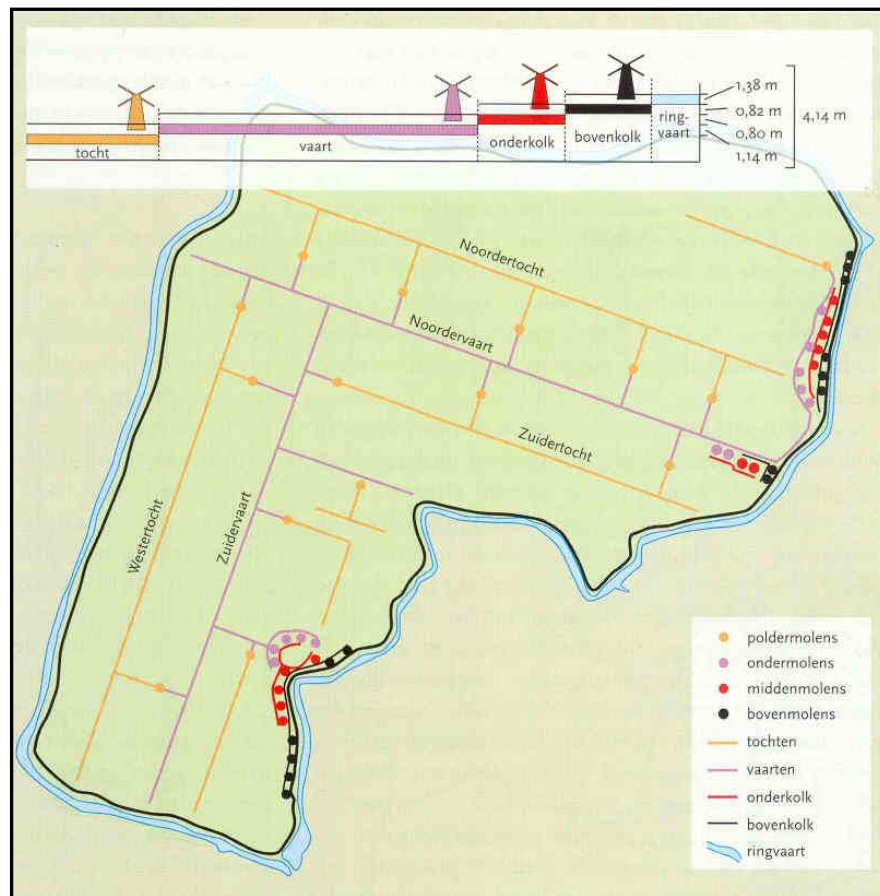 1,38 m
0,82 m
0,80 m
1,14 m
4,14 m
tocht
vaart
onderkolk
bovenkolk
ring-
vaart
Noordertocht
Noordervaart
Zuidertocht
Westertocht
Zuidervaart
poldermolens
ondermolens
middenmolens
bovenmolens
tochten
vaarten
onderkolk
bovenkolk
ringvaart